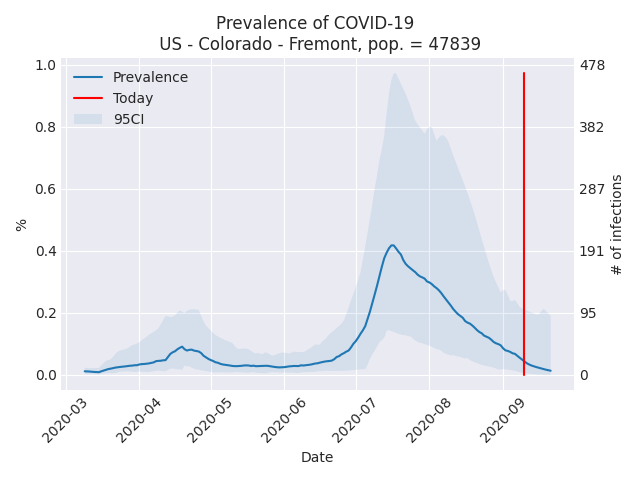 Prevalence of COVID-19
US - Colorado - Fremont, pop. = 47839
Prevalence
Today
95CI
1.0
0.8
0.6
0.4
0.2
0.0
%
478
382
287
191
95
0
# of infections
2020-03
2020-04
2020-05
2020-06
2020-07
2020-08
2020-09
Date